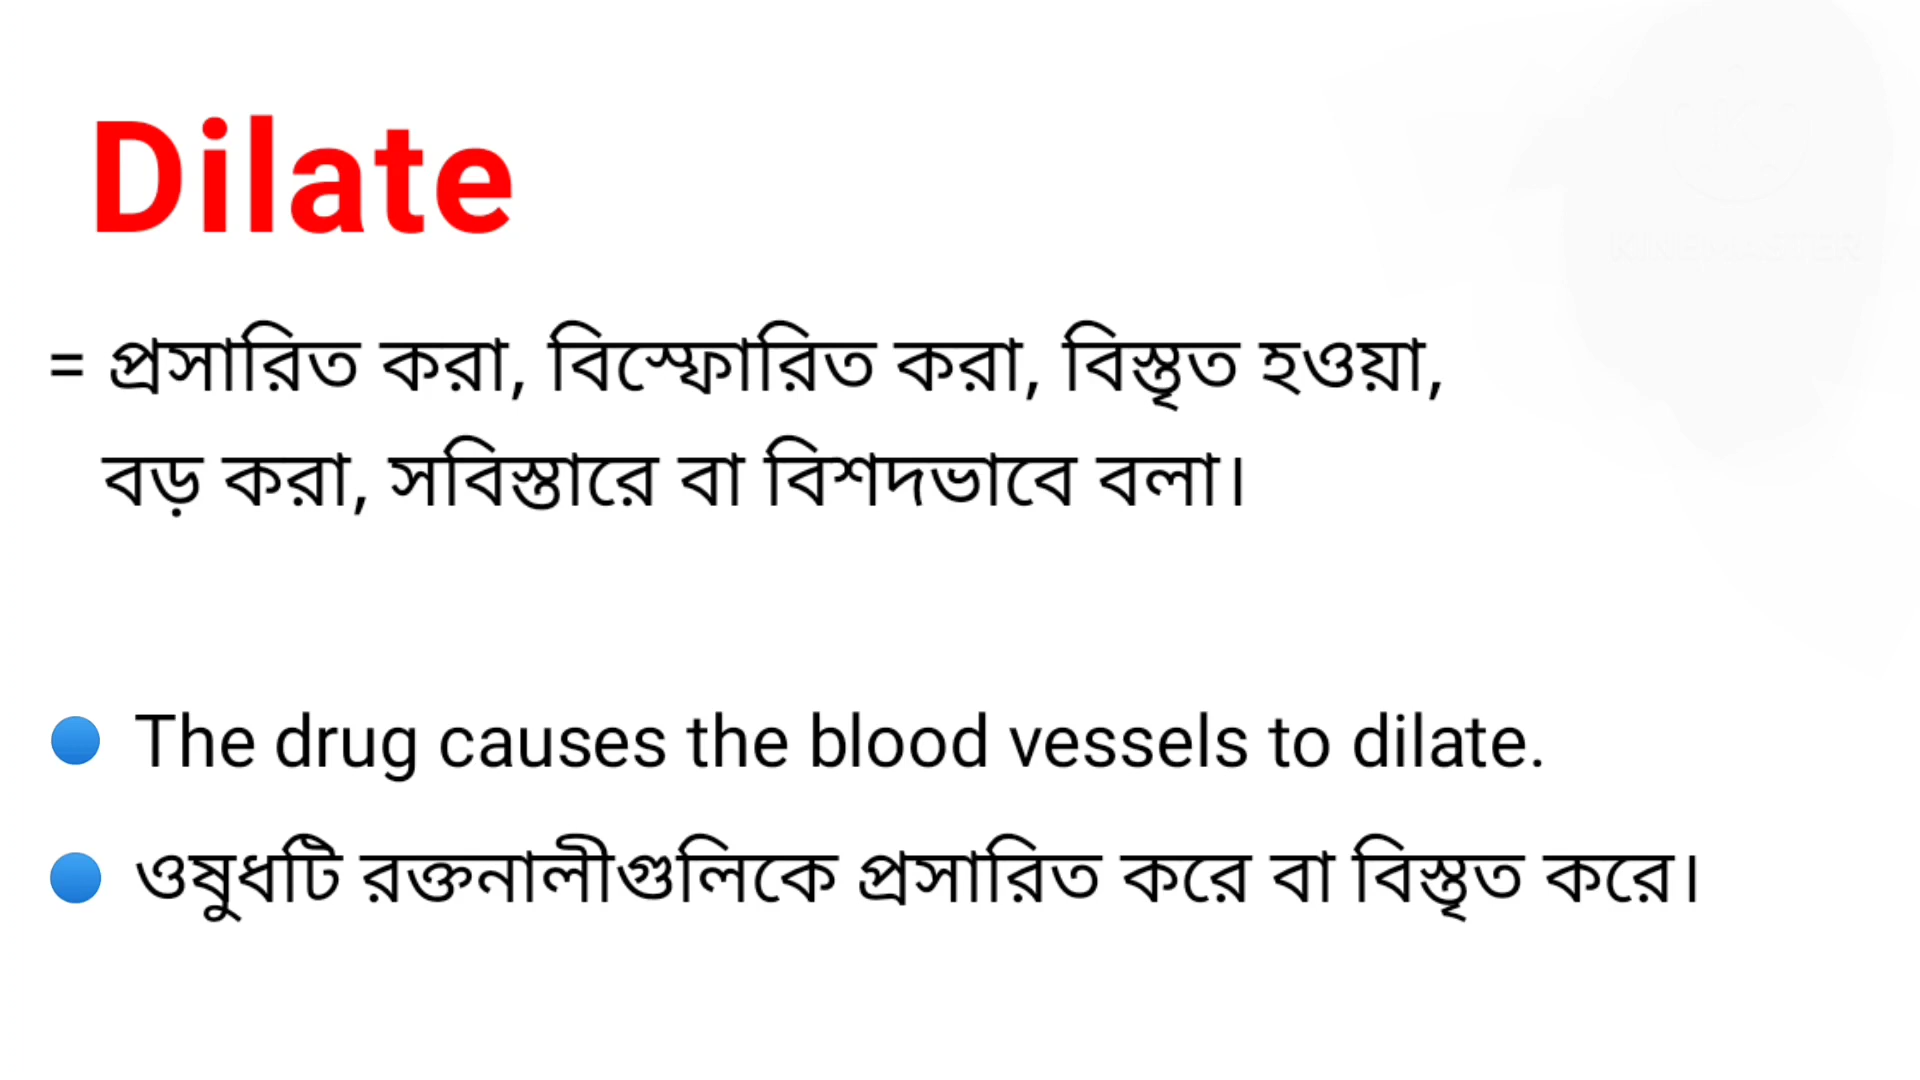 Dilate
= প্রসারিত করা, বিস্ফোরিত করা, বিস্তৃত হওয়া,
বড় করা, সবিস্তারে বা বিশদভাবে বলা।
The drug causes the blood vessels to dilate.
ওষুধটি রক্তনালীগুলিকে প্রসারিত করে বা বিস্তৃত করে।
KINEMASTER